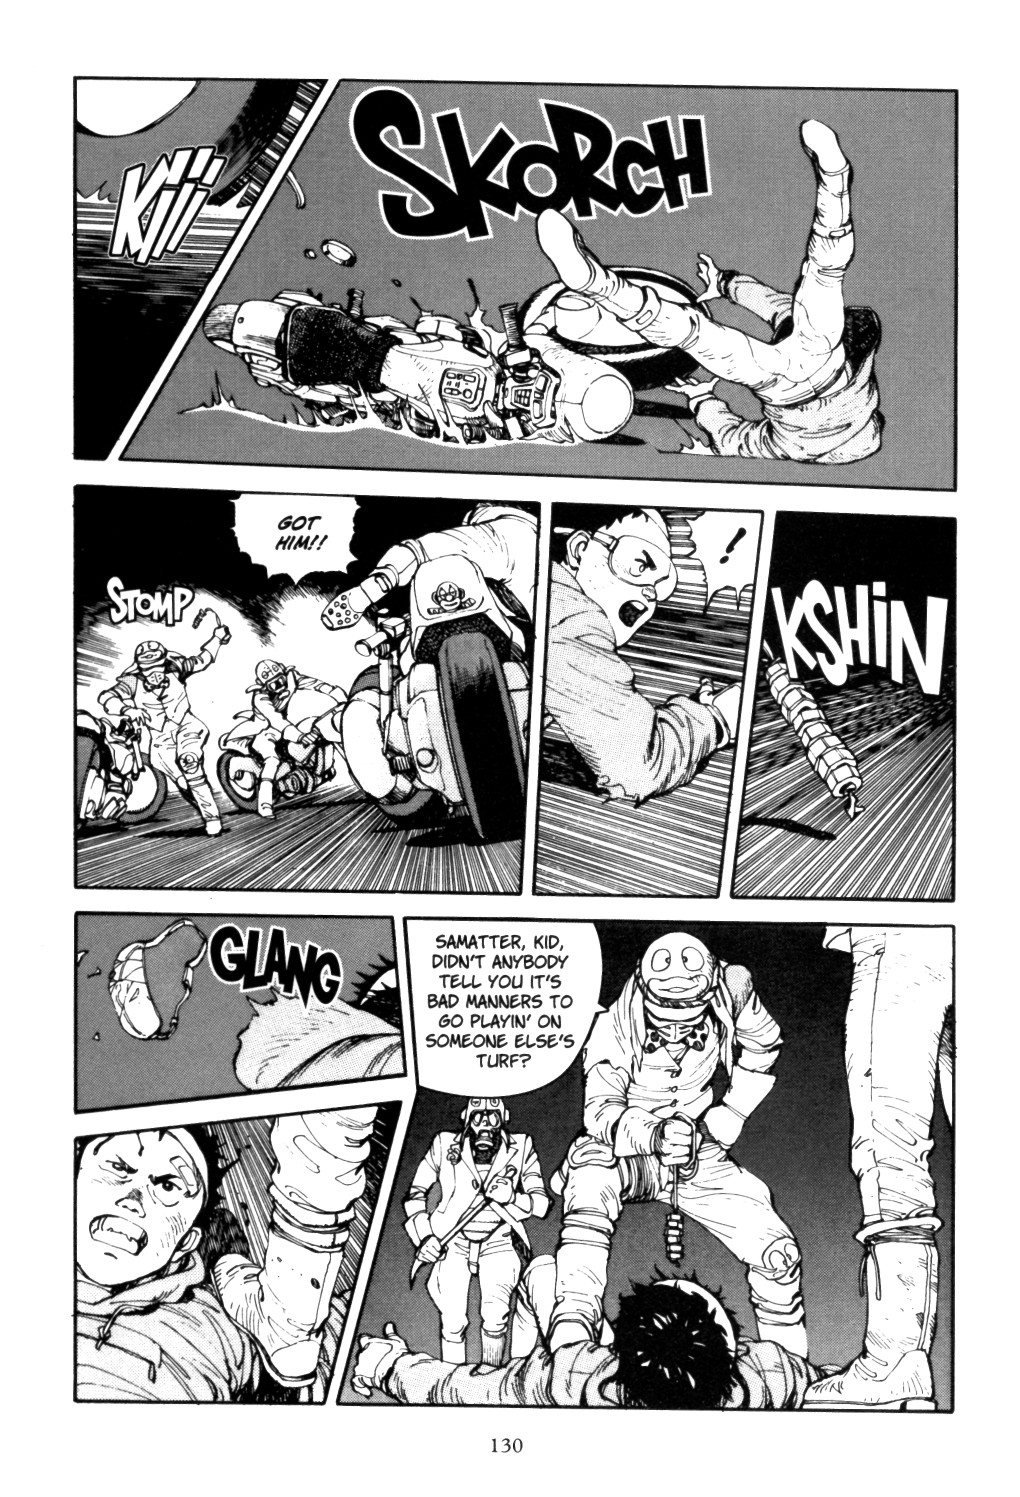 KiIII
SKORCH
GOT
HIM!!
STOMP
!
KSHiN
GLANG
SAMATTER, KID,
DIDN'T ANYBODY
TELL YOU IT'S
BAD MANNERS TO
GO PLAYIN' ON
SOMEONE ELSE'S
TURF?
130